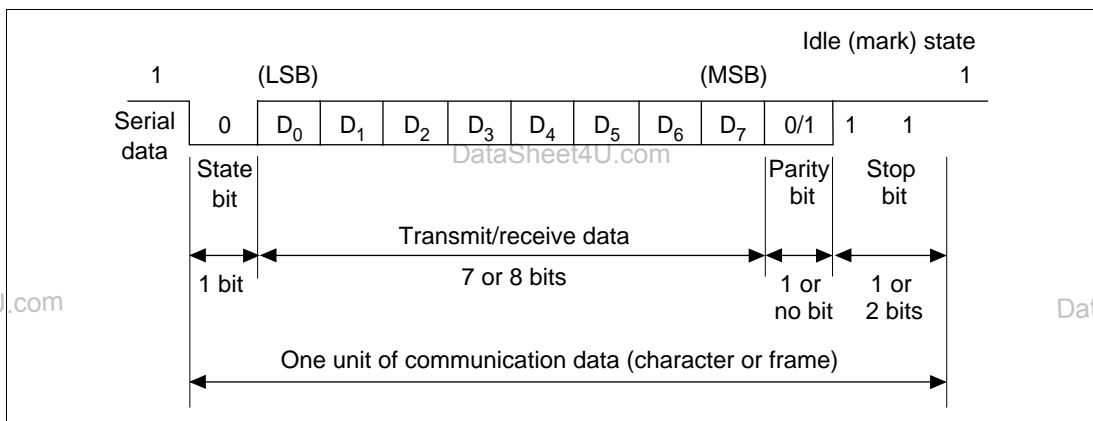 Idle (mark) state
1 (LSB) (MSB) 1
Serial data 0 D0 D1 D2 D3 D4 D5 D6 D7 0/1 1 1
DataSheet4U.com
State bit Parity bit Stop bit
Transmit/receive data
1 bit 7 or 8 bits 1 or no bit 1 or 2 bits
J.com Dat
One unit of communication data (character or frame)